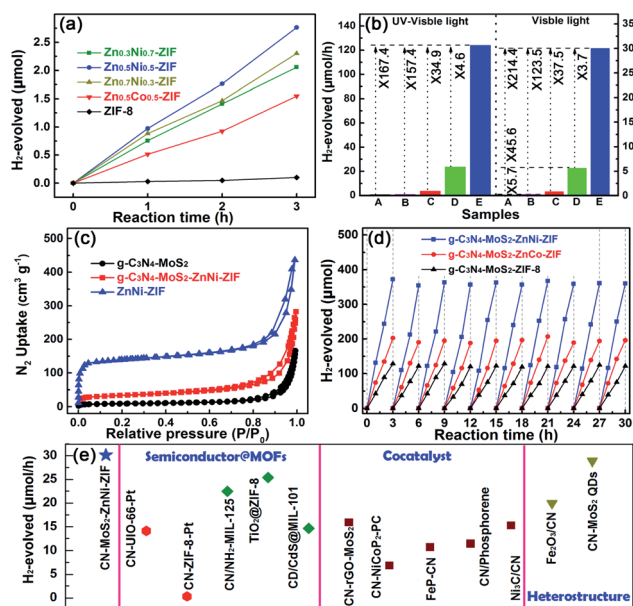 (a)
Zn0.3Ni0.7-ZIF
Zn0.5Ni0.5-ZIF
Zn0.7Ni0.3-ZIF
Zn0.5Co0.5-ZIF
ZIF-8
H2-evolved (μmol)
2.5
2.0
1.5
1.0
0.5
0.0
0 1 2 3
Reaction time (h)
(b)
UV-Visble light
Visble light
H2-evolved (μmol)
140
120
100
80
60
40
20
0
X167.4
X157.4
X34.9
X4.6
X214.4
X123.5
X37.5
X3.7
X5.7 X45.6
35
30
25
20
15
10
5
0
A B C D E A B C D E
Samples
(c)
g-C3N4-MoS2
g-C3N4-MoS2-ZnNi-ZIF
ZnNi-ZIF
N2 Uptake (cm3 g-1)
500
400
300
200
100
0
0.0 0.2 0.4 0.6 0.8 1.0
Relative pressure (P/P0)
(d)
g-C3N4-MoS2-ZnNi-ZIF
g-C3N4-MoS2-ZnCo-ZIF
g-C3N4-MoS2-ZIF-8
H2-evolved (μmol)
400
300
200
100
0
0 3 6 9 12 15 18 21 24 27 30
Reaction time (h)
(e)
H2-evolved (μmol/h)
30
25
20
15
10
5
0
Semiconductor@MOFs
Cocatalyst
Heterostructure
CN-MoS2-ZnNi-ZIF
CN-UIO-66-Pt
CN-ZIF-8-Pt
CN/NH2-MIL-125
TiO2@ZIF-8
CD/CdS@MIL-101
CN-rGO-MoS2
CN-NiCoP2-PC
FeP-CN
CN/Phosphorene
Ni3C/CN
Fe2O3/CN
CN-MoS2 QDs